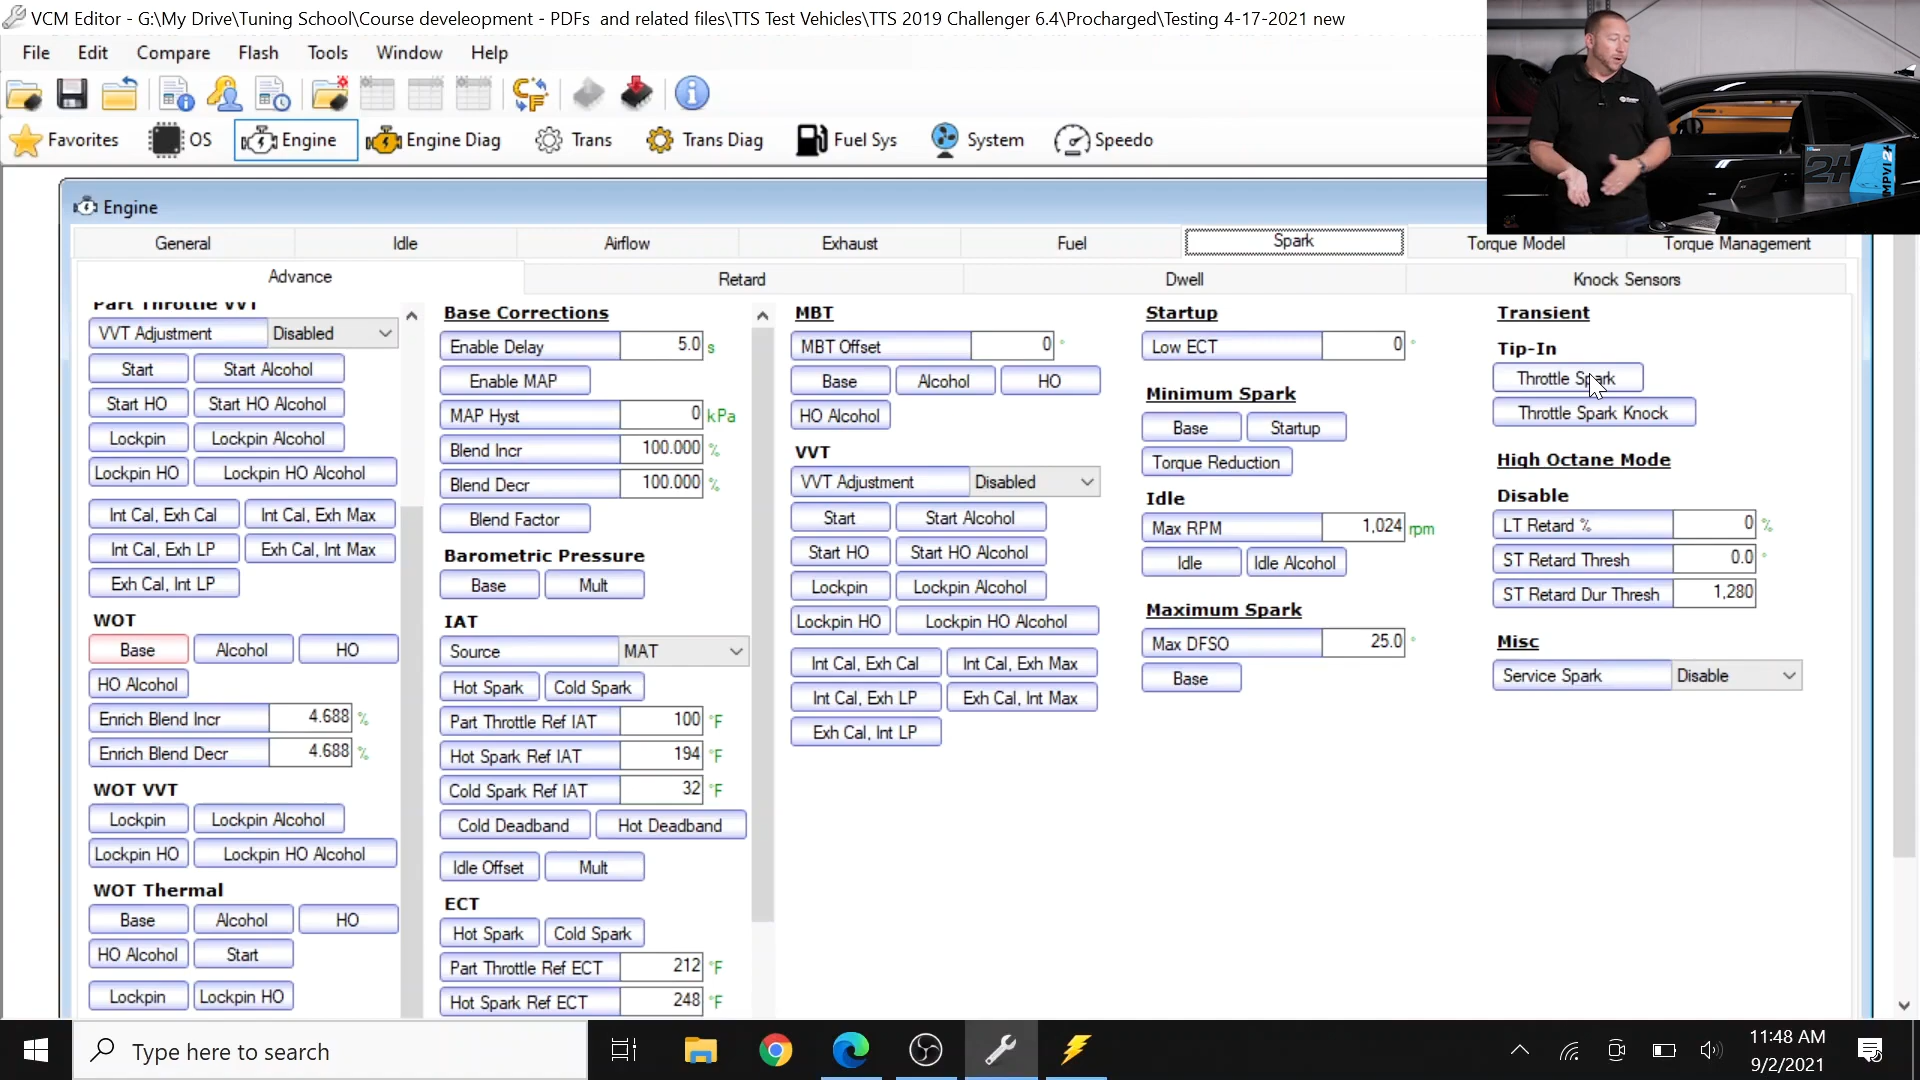 VCM Editor - G:\My Drive\Tuning School\Course develeopment - PDFs  and related files\TTS Test Vehicles\TTS 2019 Challenger 6.4\Procharged\Testing 4-17-2021 new
File Edit Compare Flash Tools Window Help
Favorites OS Engine Engine Diag Trans Trans Diag Fuel Sys System Speedo
2+ MPVI 2+
Engine
General Idle Airflow Exhaust Fuel Spark Torque Model Torque Management
Advance Retard Dwell Knock Sensors
Part Throttle VVT
VVT Adjustment Disabled
Start Start Alcohol
Start HO Start HO Alcohol
Lockpin Lockpin Alcohol
Lockpin HO Lockpin HO Alcohol
Int Cal, Exh Cal Int Cal, Exh Max
Int Cal, Exh LP Exh Cal, Int Max
Exh Cal, Int LP
WOT
Base Alcohol HO
HO Alcohol
Enrich Blend Incr 4.688 %
Enrich Blend Decr 4.688 %
WOT VVT
Lockpin Lockpin Alcohol
Lockpin HO Lockpin HO Alcohol
WOT Thermal
Base Alcohol HO
HO Alcohol Start
Lockpin Lockpin HO
Base Corrections
Enable Delay 5.0 s
Enable MAP
MAP Hyst 0 kPa
Blend Incr 100.000 %
Blend Decr 100.000 %
Blend Factor
Barometric Pressure
Base Mult
IAT
Source MAT
Hot Spark Cold Spark
Part Throttle Ref IAT 100 °F
Hot Spark Ref IAT 194 °F
Cold Spark Ref IAT 32 °F
Cold Deadband Hot Deadband
Idle Offset Mult
ECT
Hot Spark Cold Spark
Part Throttle Ref ECT 212 °F
Hot Spark Ref ECT 248 °F
MBT
MBT Offset 0 °
Base Alcohol HO
HO Alcohol
VVT
VVT Adjustment Disabled
Start Start Alcohol
Start HO Start HO Alcohol
Lockpin Lockpin Alcohol
Lockpin HO Lockpin HO Alcohol
Int Cal, Exh Cal Int Cal, Exh Max
Int Cal, Exh LP Exh Cal, Int Max
Exh Cal, Int LP
Startup
Low ECT 0 °
Minimum Spark
Base Startup
Torque Reduction
Idle
Max RPM 1,024 rpm
Idle Idle Alcohol
Maximum Spark
Max DFSO 25.0 °
Base
Transient
Tip-In
Throttle Spark
Throttle Spark Knock
High Octane Mode
Disable
LT Retard % 0 %
ST Retard Thresh 0.0 °
ST Retard Dur Thresh 1,280
Misc
Service Spark Disable
Type here to search
11:48 AM
9/2/2021